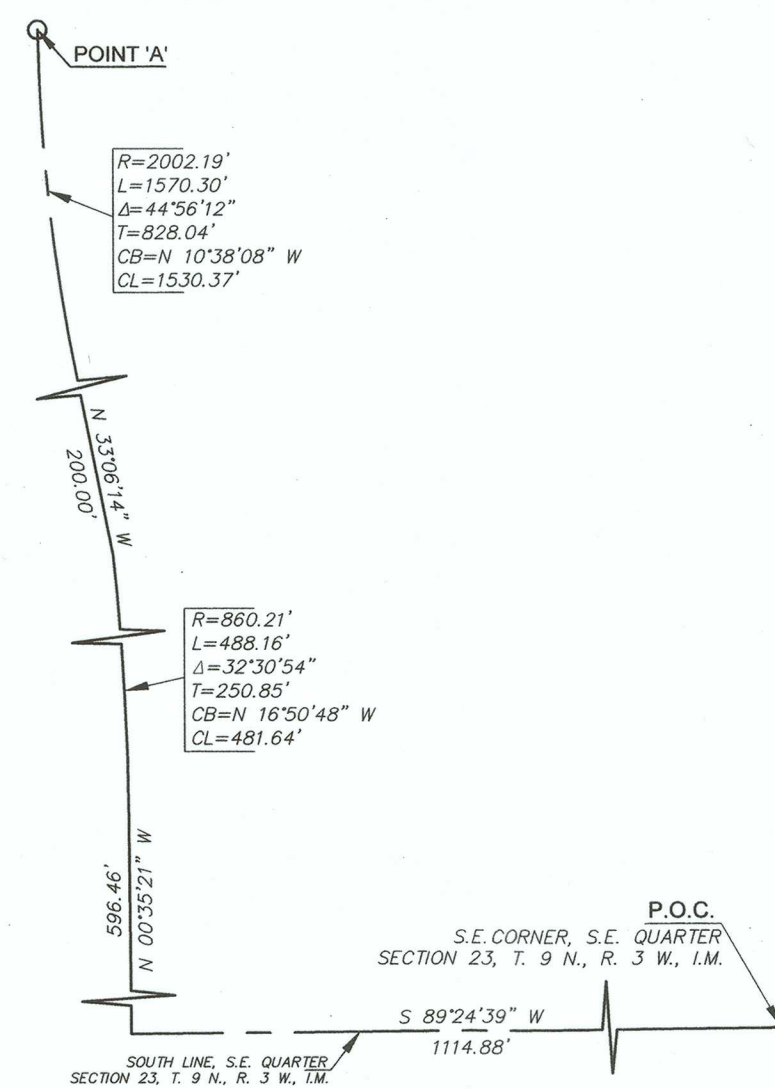 POINT 'A'
R=2002.19'
L=1570.30'
Δ=44°56'12"
T=828.04'
CB=N 10°38'08" W
CL=1530.37'
N 33°06'14" W
200.00'
R=860.21'
L=488.16'
Δ=32°30'54"
T=250.85'
CB=N 16°50'48" W
CL=481.64'
596.46'
N 00°35'21" W
P.O.C.
S.E. CORNER, S.E. QUARTER
SECTION 23, T. 9 N., R. 3 W., I.M.
S 89°24'39" W
1114.88'
SOUTH LINE, S.E. QUARTER
SECTION 23, T. 9 N., R. 3 W., I.M.